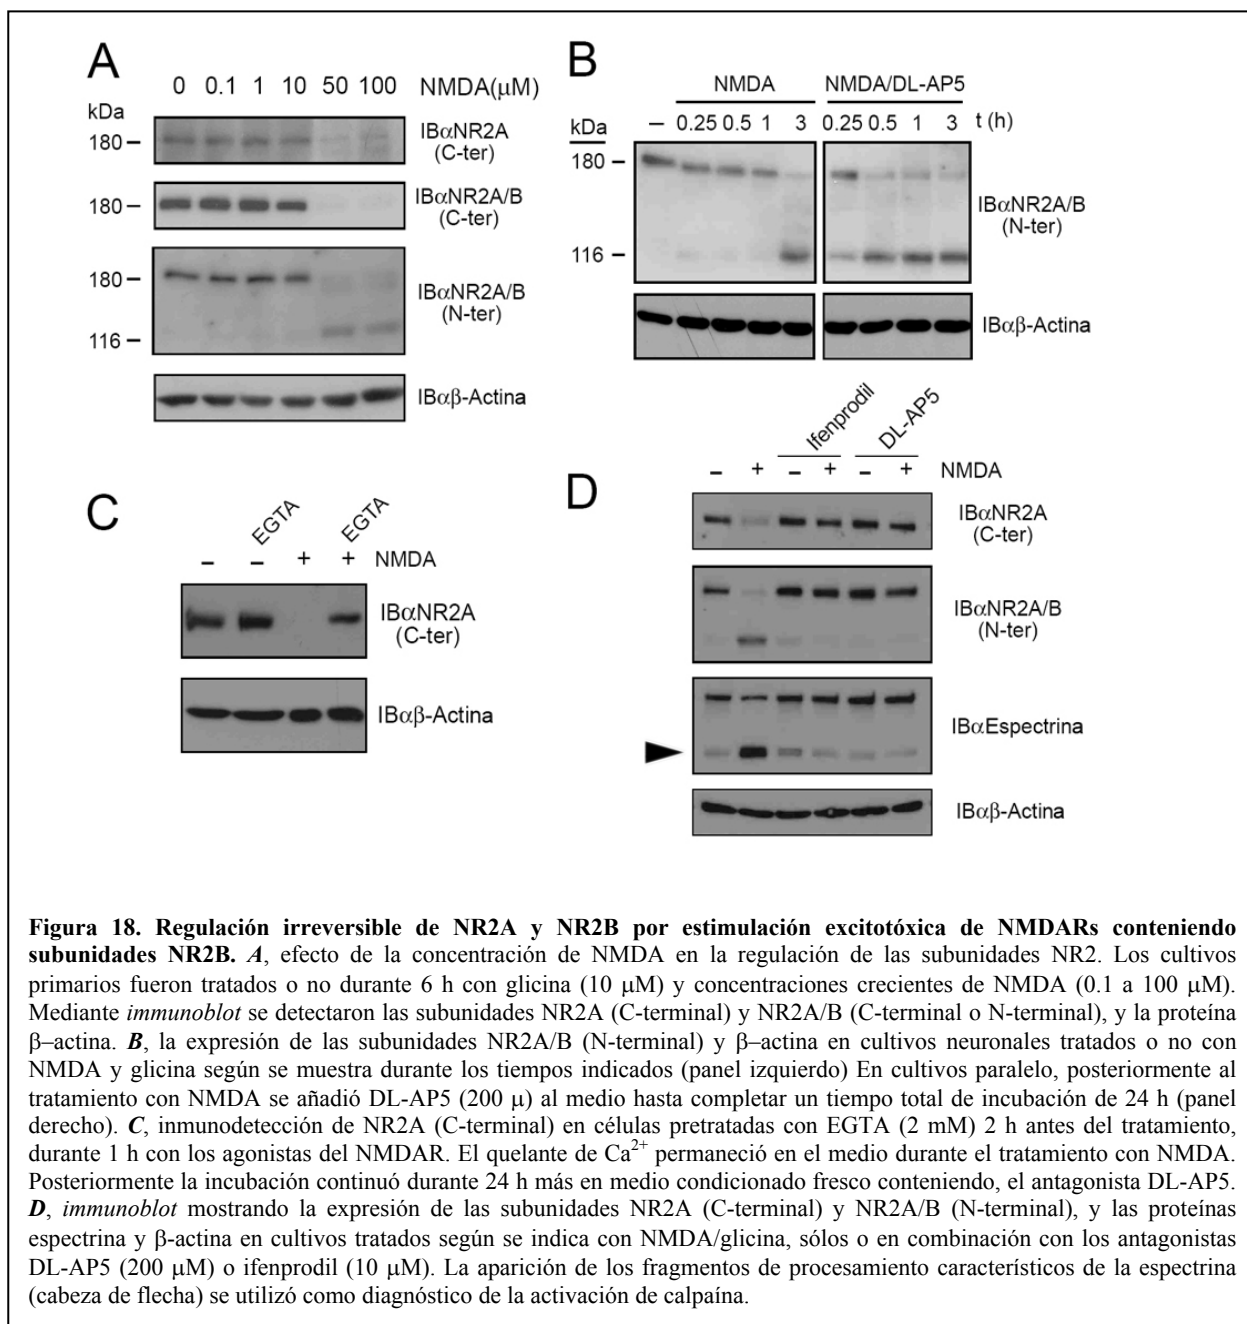 A
0 0.1 1 10 50 100 NMDA(μM)
kDa
180
IBαNR2A
(C-ter)
180
IBαNR2A/B
(C-ter)
180
116
IBαNR2A/B
(N-ter)
IBαβ-Actina
B
NMDA NMDA/DL-AP5
kDa – 0.25 0.5 1 3 0.25 0.5 1 3 t (h)
180
116
IBαNR2A/B
(N-ter)
IBαβ-Actina
C
EGTA EGTA
– – + + NMDA
IBαNR2A
(C-ter)
IBαβ-Actina
D
Ifenprodil DL-AP5
– + – + – + NMDA
IBαNR2A
(C-ter)
IBαNR2A/B
(N-ter)
IBαEspectrina
IBαβ-Actina
Figura 18. Regulación irreversible de NR2A y NR2B por estimulación excitotóxica de NMDARs conteniendo
subunidades NR2B. A, efecto de la concentración de NMDA en la regulación de las subunidades NR2. Los cultivos
primarios fueron tratados o no durante 6 h con glicina (10 μM) y concentraciones crecientes de NMDA (0.1 a 100 μM).
Mediante immunoblot se detectaron las subunidades NR2A (C-terminal) y NR2A/B (C-terminal o N-terminal), y la proteína
β–actina. B, la expresión de las subunidades NR2A/B (N-terminal) y β–actina en cultivos neuronales tratados o no con
NMDA y glicina según se muestra durante los tiempos indicados (panel izquierdo) En cultivos paralelo, posteriormente al
tratamiento con NMDA se añadió DL-AP5 (200 μ) al medio hasta completar un tiempo total de incubación de 24 h (panel
derecho). C, inmunodetección de NR2A (C-terminal) en células pretratadas con EGTA (2 mM) 2 h antes del tratamiento,
durante 1 h con los agonistas del NMDAR. El quelante de Ca2+ permaneció en el medio durante el tratamiento con NMDA.
Posteriormente la incubación continuó durante 24 h más en medio condicionado fresco conteniendo, el antagonista DL-AP5.
D, immunoblot mostrando la expresión de las subunidades NR2A (C-terminal) y NR2A/B (N-terminal), y las proteínas
espectrina y β-actina en cultivos tratados según se indica con NMDA/glicina, sólos o en combinación con los antagonistas
DL-AP5 (200 μM) o ifenprodil (10 μM). La aparición de los fragmentos de procesamiento característicos de la espectrina
(cabeza de flecha) se utilizó como diagnóstico de la activación de calpaína.